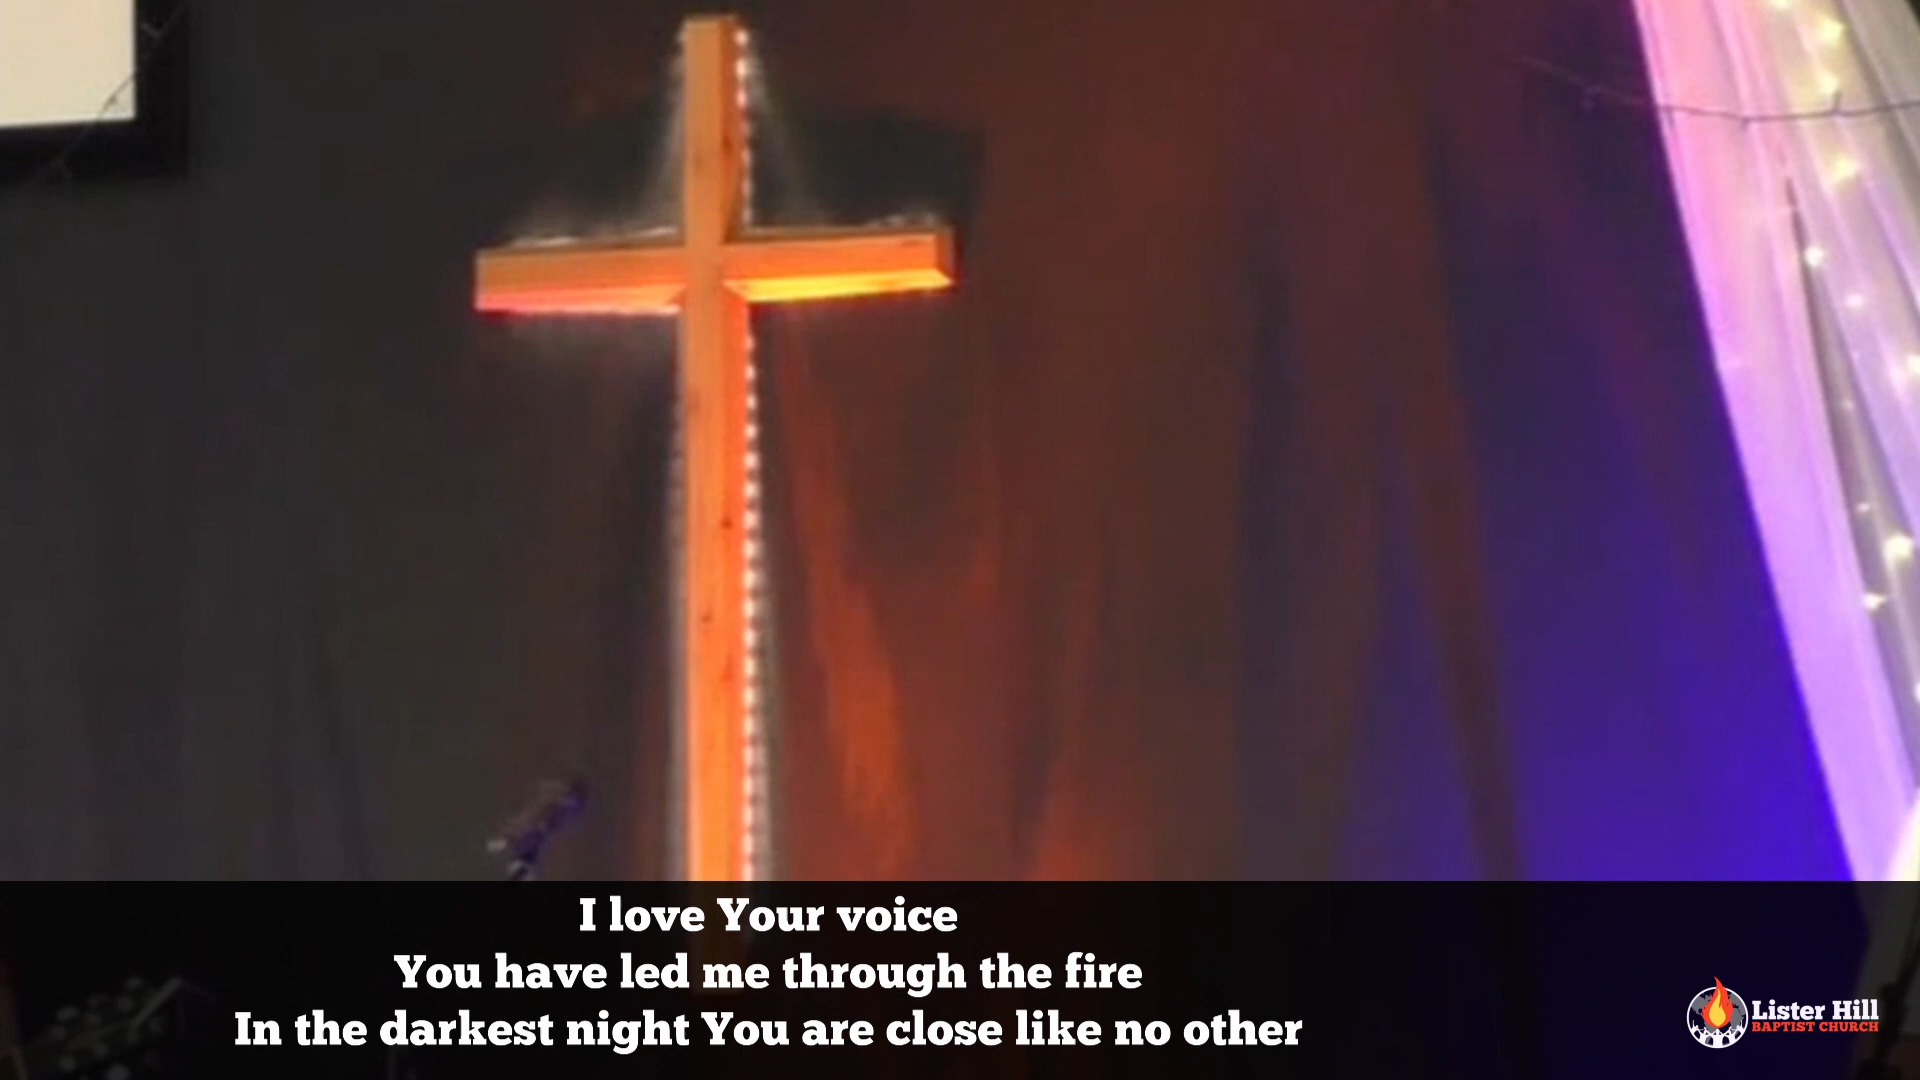 I love Your voice
You have led me through the fire
In the darkest night You are close like no other
Lister Hill
BAPTIST CHURCH